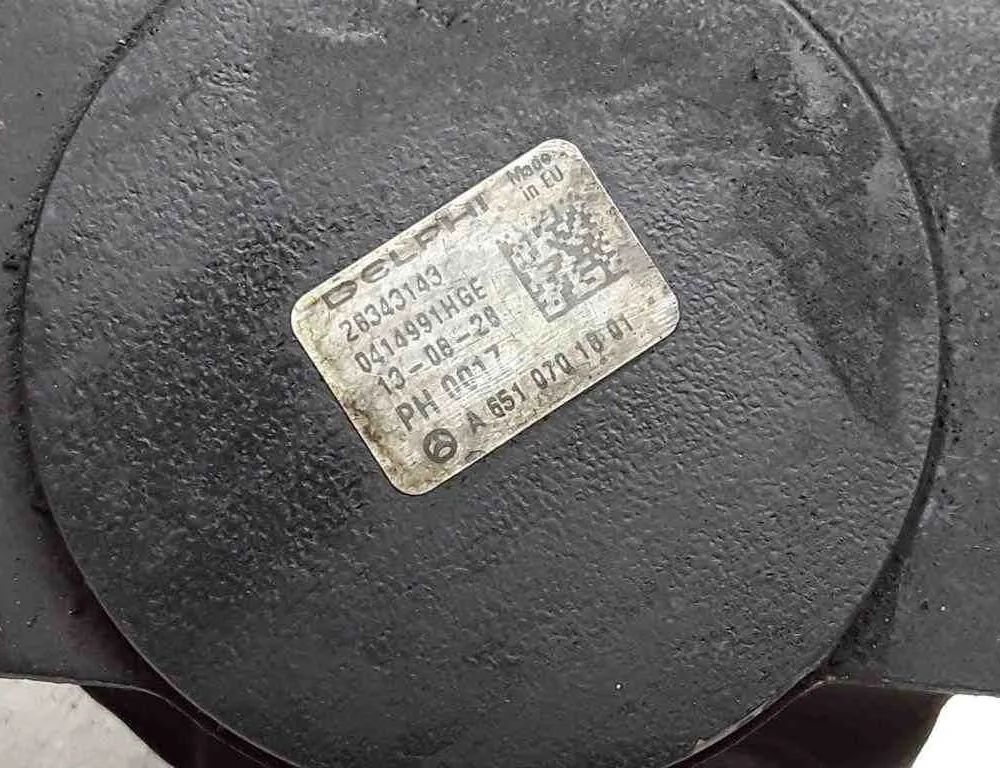 DELPHI
Made
in EU
28343143
0414991HGE
13-08-28
PH 0017
A 651 070 18 01